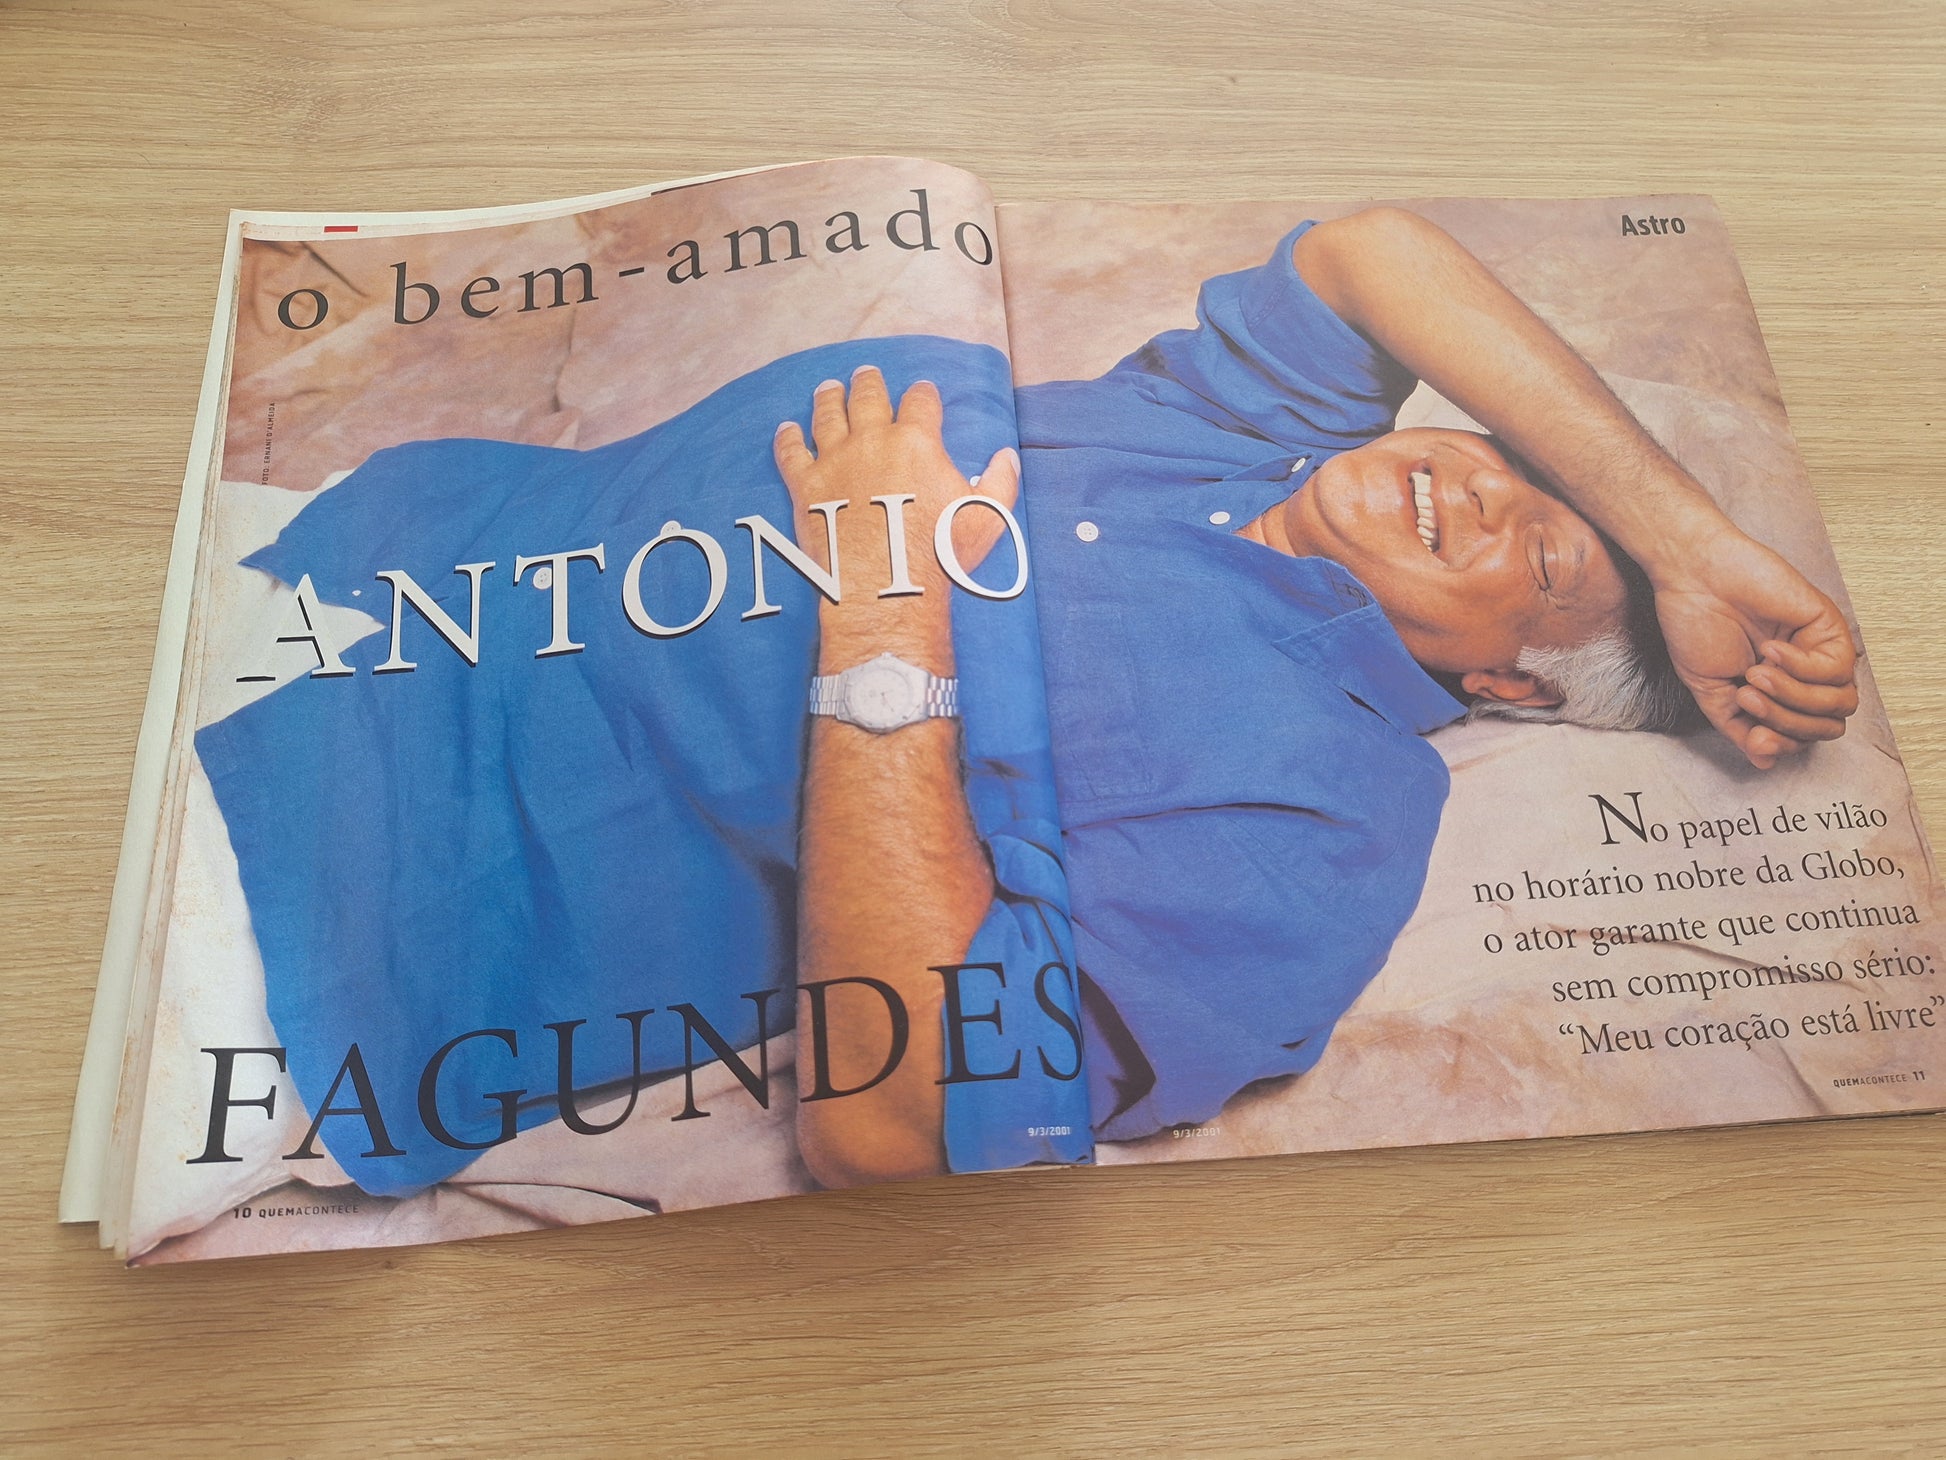 o bem-amado
FOTO: ERNANI D'ALMEIDA
ANTÔNIO
FAGUNDES
9/3/2001
10 QUEMACONTECE
Astro
No papel de vilão
no horário nobre da Globo,
o ator garante que continua
sem compromisso sério:
“Meu coração está livre”
9/3/2001
QUEMACONTECE 11